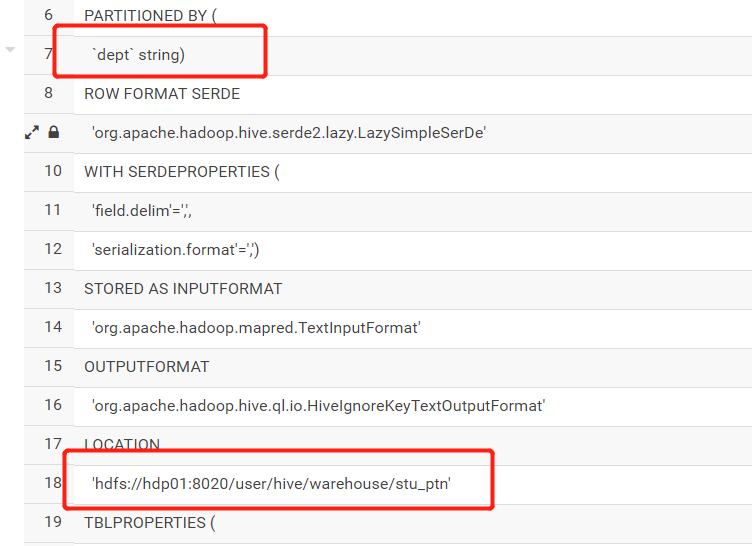 6 PARTITIONED BY (
7 `dept` string)
8 ROW FORMAT SERDE
'org.apache.hadoop.hive.serde2.lazy.LazySimpleSerDe'
10 WITH SERDEPROPERTIES (
11 'field.delim'=',',
12 'serialization.format'=',')
13 STORED AS INPUTFORMAT
14 'org.apache.hadoop.mapred.TextInputFormat'
15 OUTPUTFORMAT
16 'org.apache.hadoop.hive.ql.io.HiveIgnoreKeyTextOutputFormat'
17 LOCATION
18 'hdfs://hdp01:8020/user/hive/warehouse/stu_ptn'
19 TBLPROPERTIES (